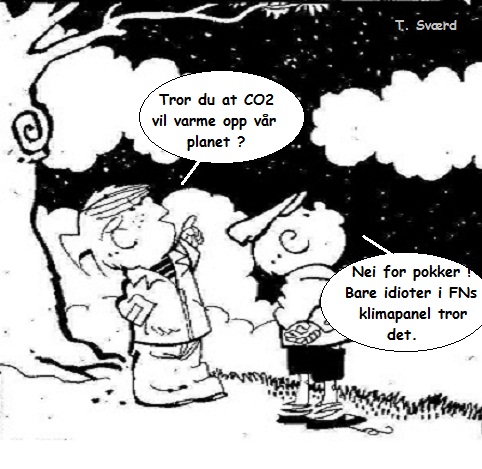 T. Sværd
Tror du at CO2
vil varme opp vår
planet ?
Nei for pokker !
Bare idioter i FNs
klimapanel tror
det.